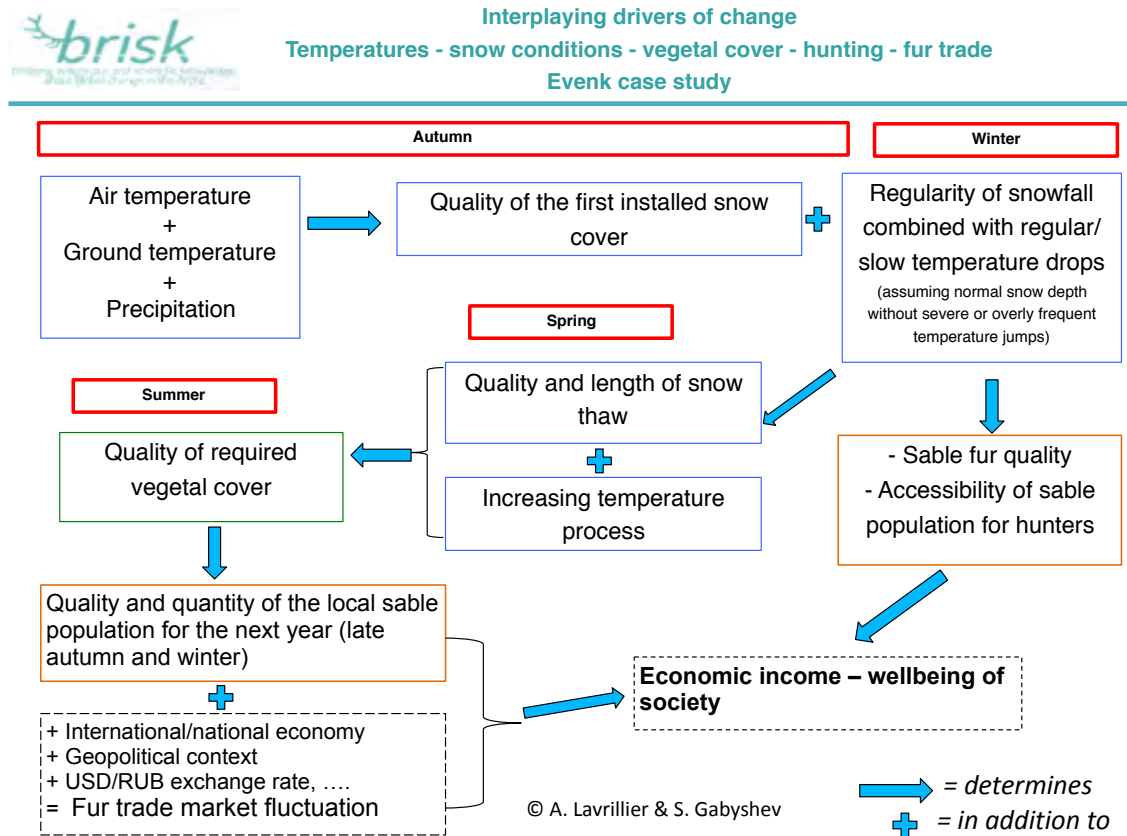 brisk
Interplaying drivers of change
Temperatures - snow conditions - vegetal cover - hunting - fur trade
Evenk case study
Autumn
Winter
Air temperature
+
Ground temperature
+
Precipitation
Quality of the first installed snow
cover
Regularity of snowfall
combined with regular/
slow temperature drops
(assuming normal snow depth
without severe or overly frequent
temperature jumps)
Spring
Quality and length of snow
thaw
Increasing temperature
process
Summer
Quality of required
vegetal cover
- Sable fur quality
- Accessibility of sable
population for hunters
Quality and quantity of the local sable
population for the next year (late
autumn and winter)
+ International/national economy
+ Geopolitical context
+ USD/RUB exchange rate, ....
= Fur trade market fluctuation
Economic income – wellbeing of
society
© A. Lavrillier & S. Gabyshev
= determines
= in addition to